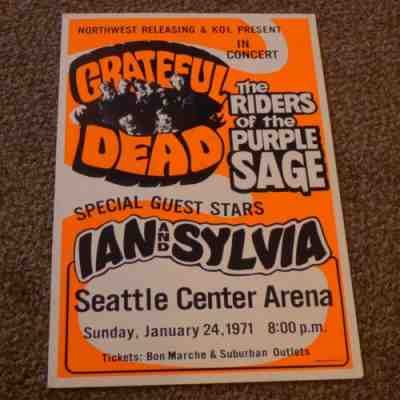 NORTHWEST RELEASING & KOL PRESENT
IN
CONCERT
GRATEFUL
DEAD
The
RIDERS
of the
PURPLE
SAGE
SPECIAL GUEST STARS
IAN AND SYLVIA
Seattle Center Arena
Sunday, January 24, 1971 8:00 p.m.
Tickets: Bon Marche & Suburban Outlets